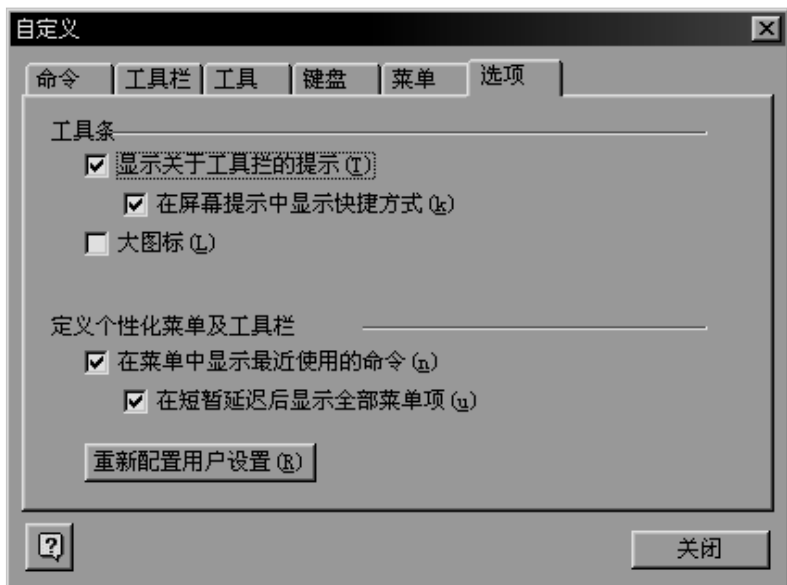 自定义
命令 工具栏 工具 键盘 菜单 选项
工具条
显示关于工具拦的提示(T)
在屏幕提示中显示快捷方式(k)
大图标(L)
定义个性化菜单及工具栏
在菜单中显示最近使用的命令(n)
在短暂延迟后显示全部菜单项(u)
重新配置用户设置(R)
关闭